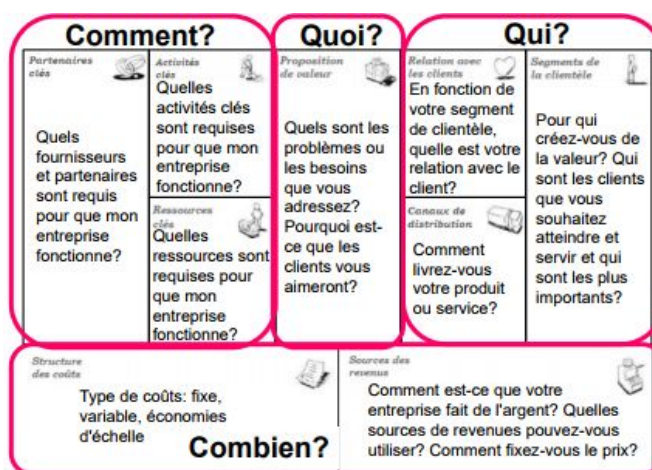 Comment?
Partenaires
clés
Quels
fournisseurs
et partenaires
sont requis
pour que mon
entreprise
fonctionne?
Activités
clé
Quelles
activités clés
sont requises
pour que mon
entreprise
fonctionne?
Ressources
clés
Quelles
ressources sont
requises pour
que mon
entreprise
fonctionne?
Quoi?
Proposition
de valeur
Quels sont les
problèmes ou
les besoins
que vous
adressez?
Pourquoi est-
ce que les
clients vous
aimeront?
Qui?
Relation avec
les clients
En fonction de
votre segment
de clientèle,
quelle est votre
relation avec le
client?
Canaux de
distribution
Comment
livrez-vous
votre produit
ou service?
Segments de
la clientèle
Pour qui
créez-vous de
la valeur? Qui
sont les clients
que vous
souhaitez
atteindre et
servir et qui
sont les plus
importants?
Structure
des coûts
Type de coûts: fixe,
variable, économies
d'échelle
Combien?
Sources des
revenus
Comment est-ce que votre
entreprise fait de l'argent? Quelles
sources de revenues pouvez-vous
utiliser? Comment fixez-vous le prix?